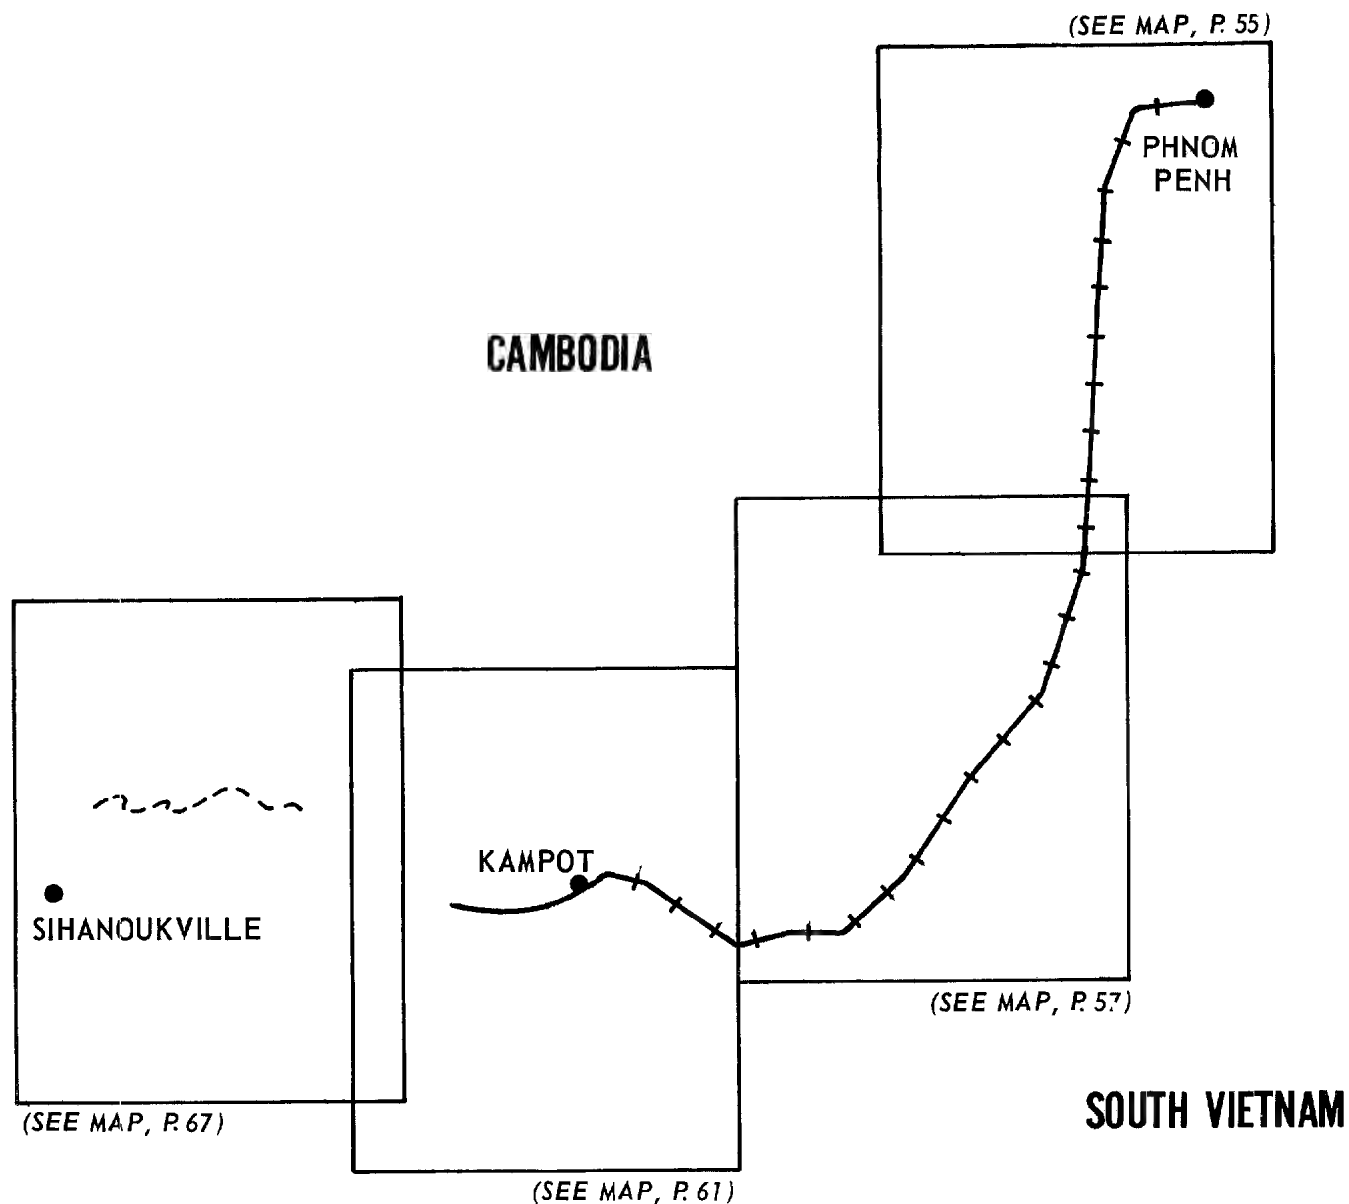 (SEE MAP, P. 55)
PHNOM
PENH
CAMBODIA
KAMPOT
SIHANOUKVILLE
(SEE MAP, P. 57)
SOUTH VIETNAM
(SEE MAP, P. 67)
(SEE MAP, P. 61)